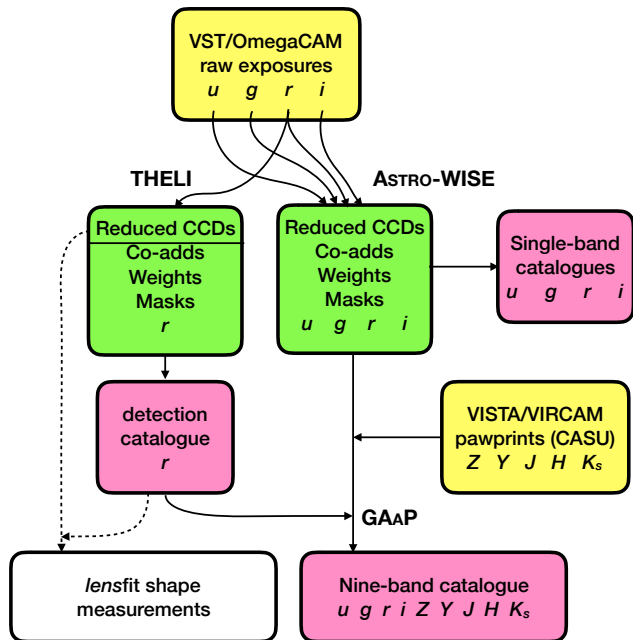 VST/OmegaCAM
raw exposures
u g r i
THELI
ASTRO-WISE
Reduced CCDs
Co-adds
Weights
Masks
r
Reduced CCDs
Co-adds
Weights
Masks
u g r i
Single-band
catalogues
u g r i
detection
catalogue
r
VISTA/VIRCAM
pawprints (CASU)
Z Y J H Ks
GAAP
lensfit shape
measurements
Nine-band catalogue
u g r i Z Y J H Ks